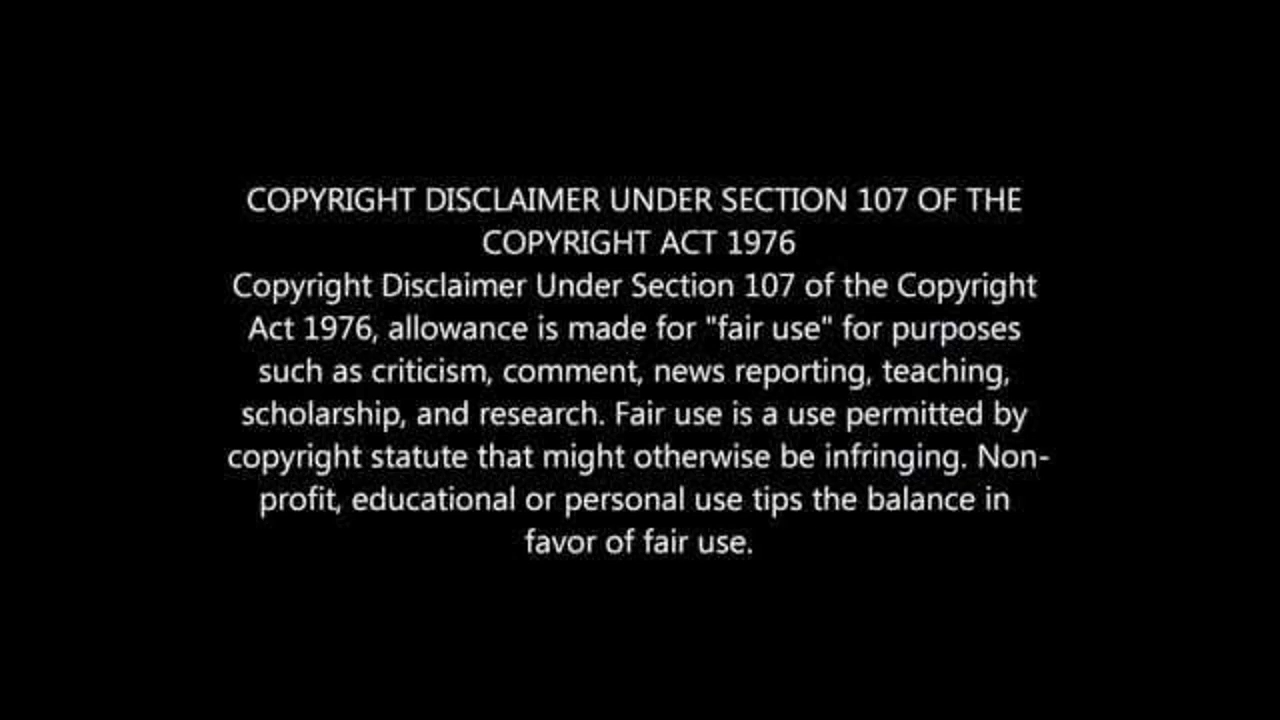 COPYRIGHT DISCLAIMER UNDER SECTION 107 OF THE
COPYRIGHT ACT 1976
Copyright Disclaimer Under Section 107 of the Copyright
Act 1976, allowance is made for "fair use" for purposes
such as criticism, comment, news reporting, teaching,
scholarship, and research. Fair use is a use permitted by
copyright statute that might otherwise be infringing. Non-
profit, educational or personal use tips the balance in
favor of fair use.